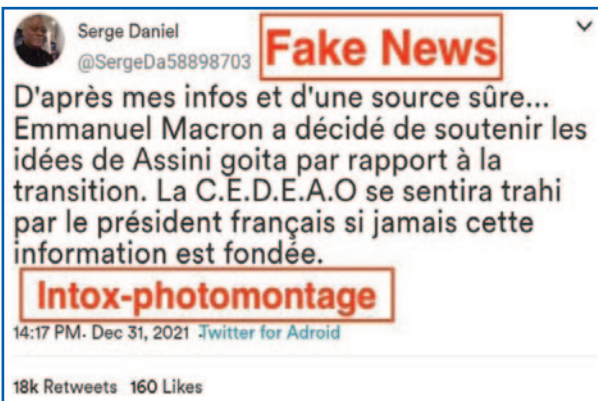 Serge Daniel
@SergeDa58898703
Fake News
D'après mes infos et d'une source sûre...
Emmanuel Macron a décidé de soutenir les
idées de Assini goita par rapport à la
transition. La C.E.D.E.A.O se sentira trahi
par le président français si jamais cette
information est fondée.
Intox-photomontage
14:17 PM. Dec 31, 2021 Twitter for Adroid
18k Retweets 160 Likes